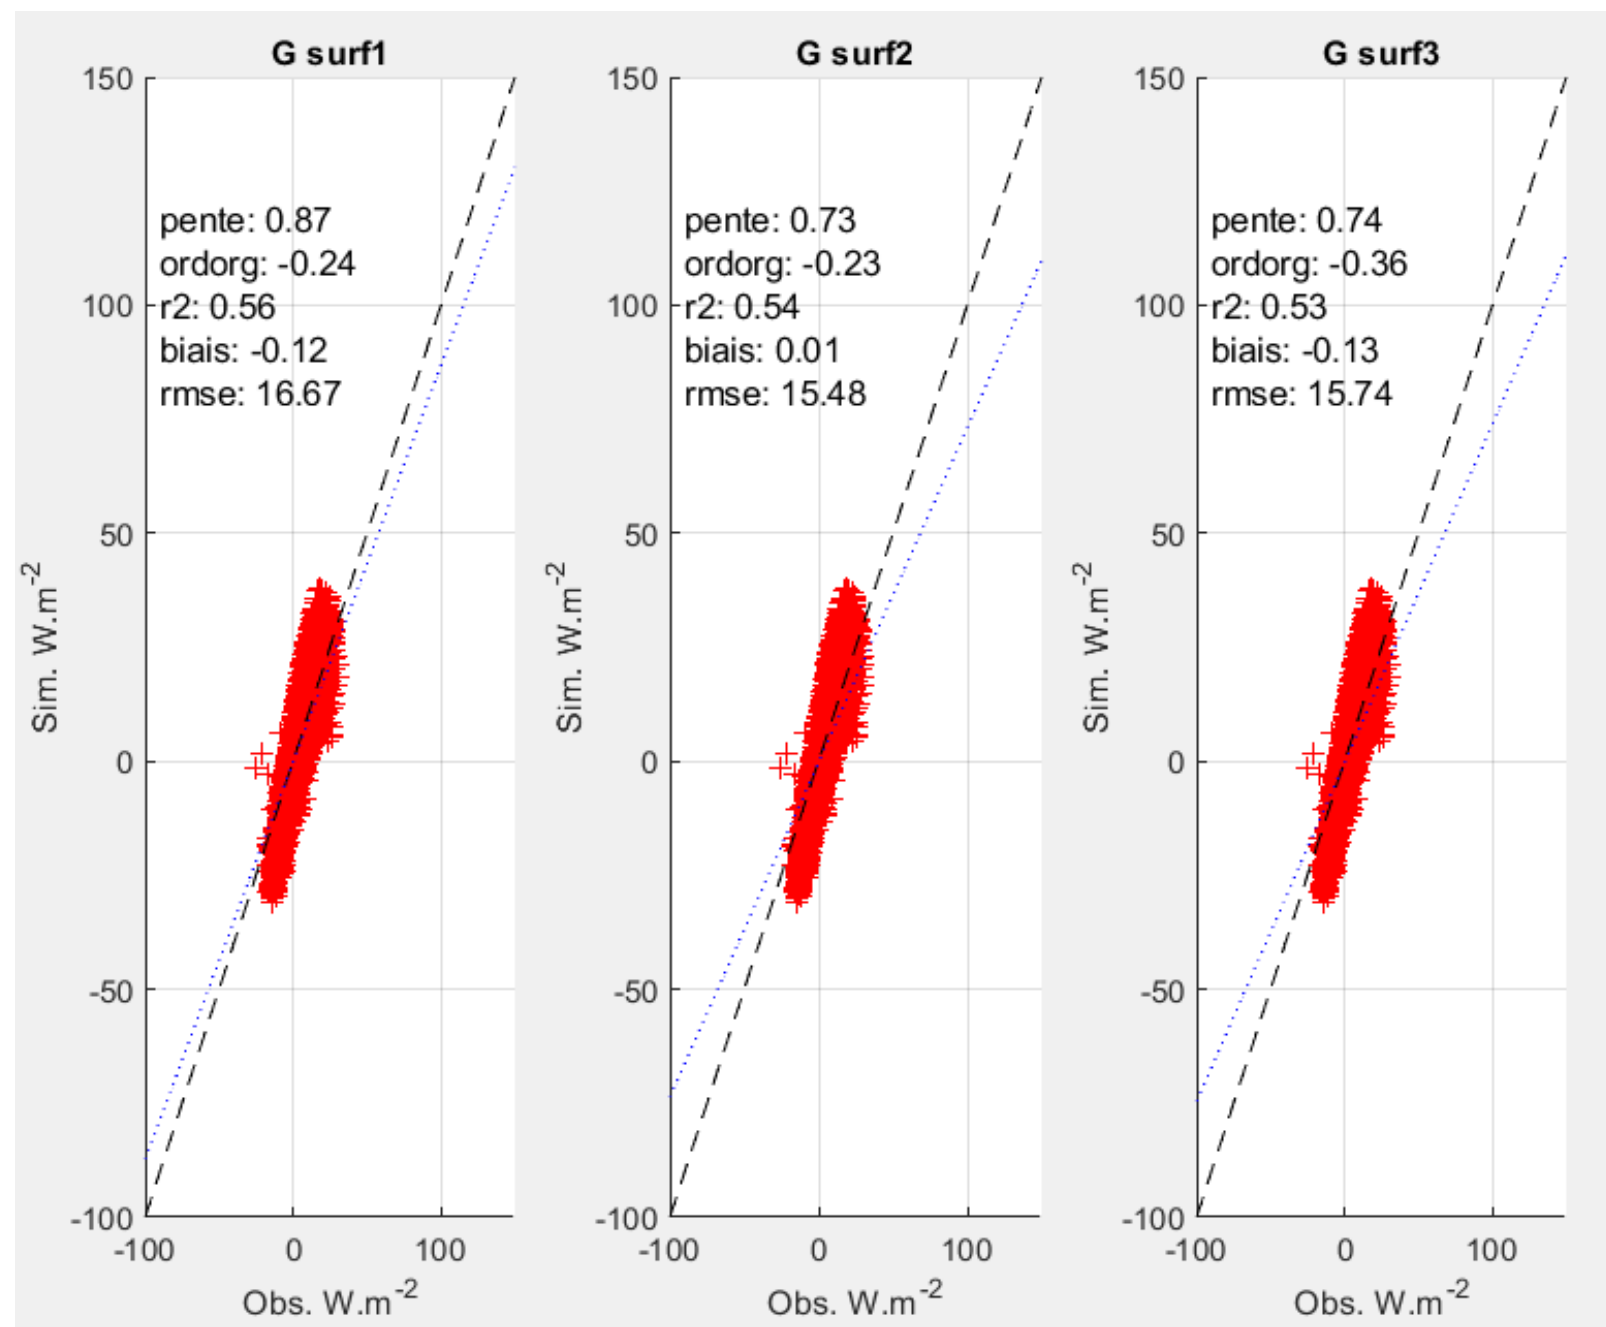 G surf1
150
100
50
0
-50
-100
-100
0
100
Sim. W.m-2
Obs. W.m-2
pente: 0.87
ordorg: -0.24
r2: 0.56
biais: -0.12
rmse: 16.67
G surf2
150
100
50
0
-50
-100
-100
0
100
Sim. W.m-2
Obs. W.m-2
pente: 0.73
ordorg: -0.23
r2: 0.54
biais: 0.01
rmse: 15.48
G surf3
150
100
50
0
-50
-100
-100
0
100
Sim. W.m-2
Obs. W.m-2
pente: 0.74
ordorg: -0.36
r2: 0.53
biais: -0.13
rmse: 15.74